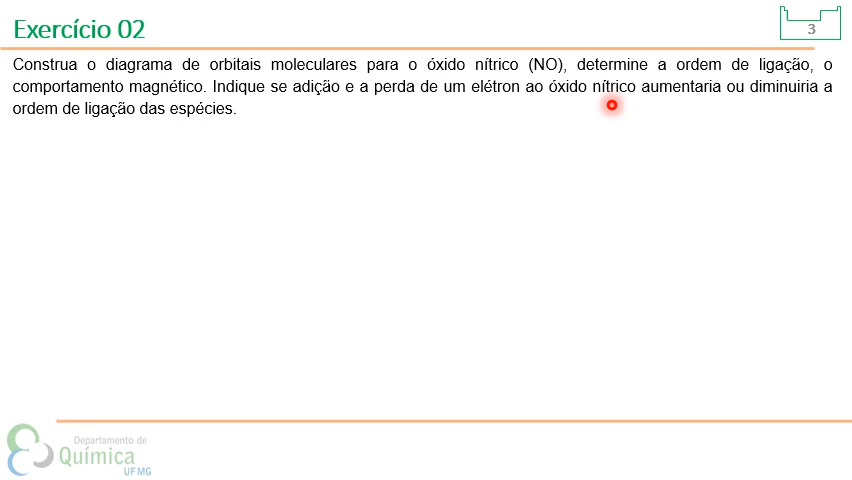 Exercício 02
3
Construa o diagrama de orbitais moleculares para o óxido nítrico (NO), determine a ordem de ligação, o
comportamento magnético. Indique se adição e a perda de um elétron ao óxido nítrico aumentaria ou diminuiria a
ordem de ligação das espécies.
Departamento de
Química
UFMG